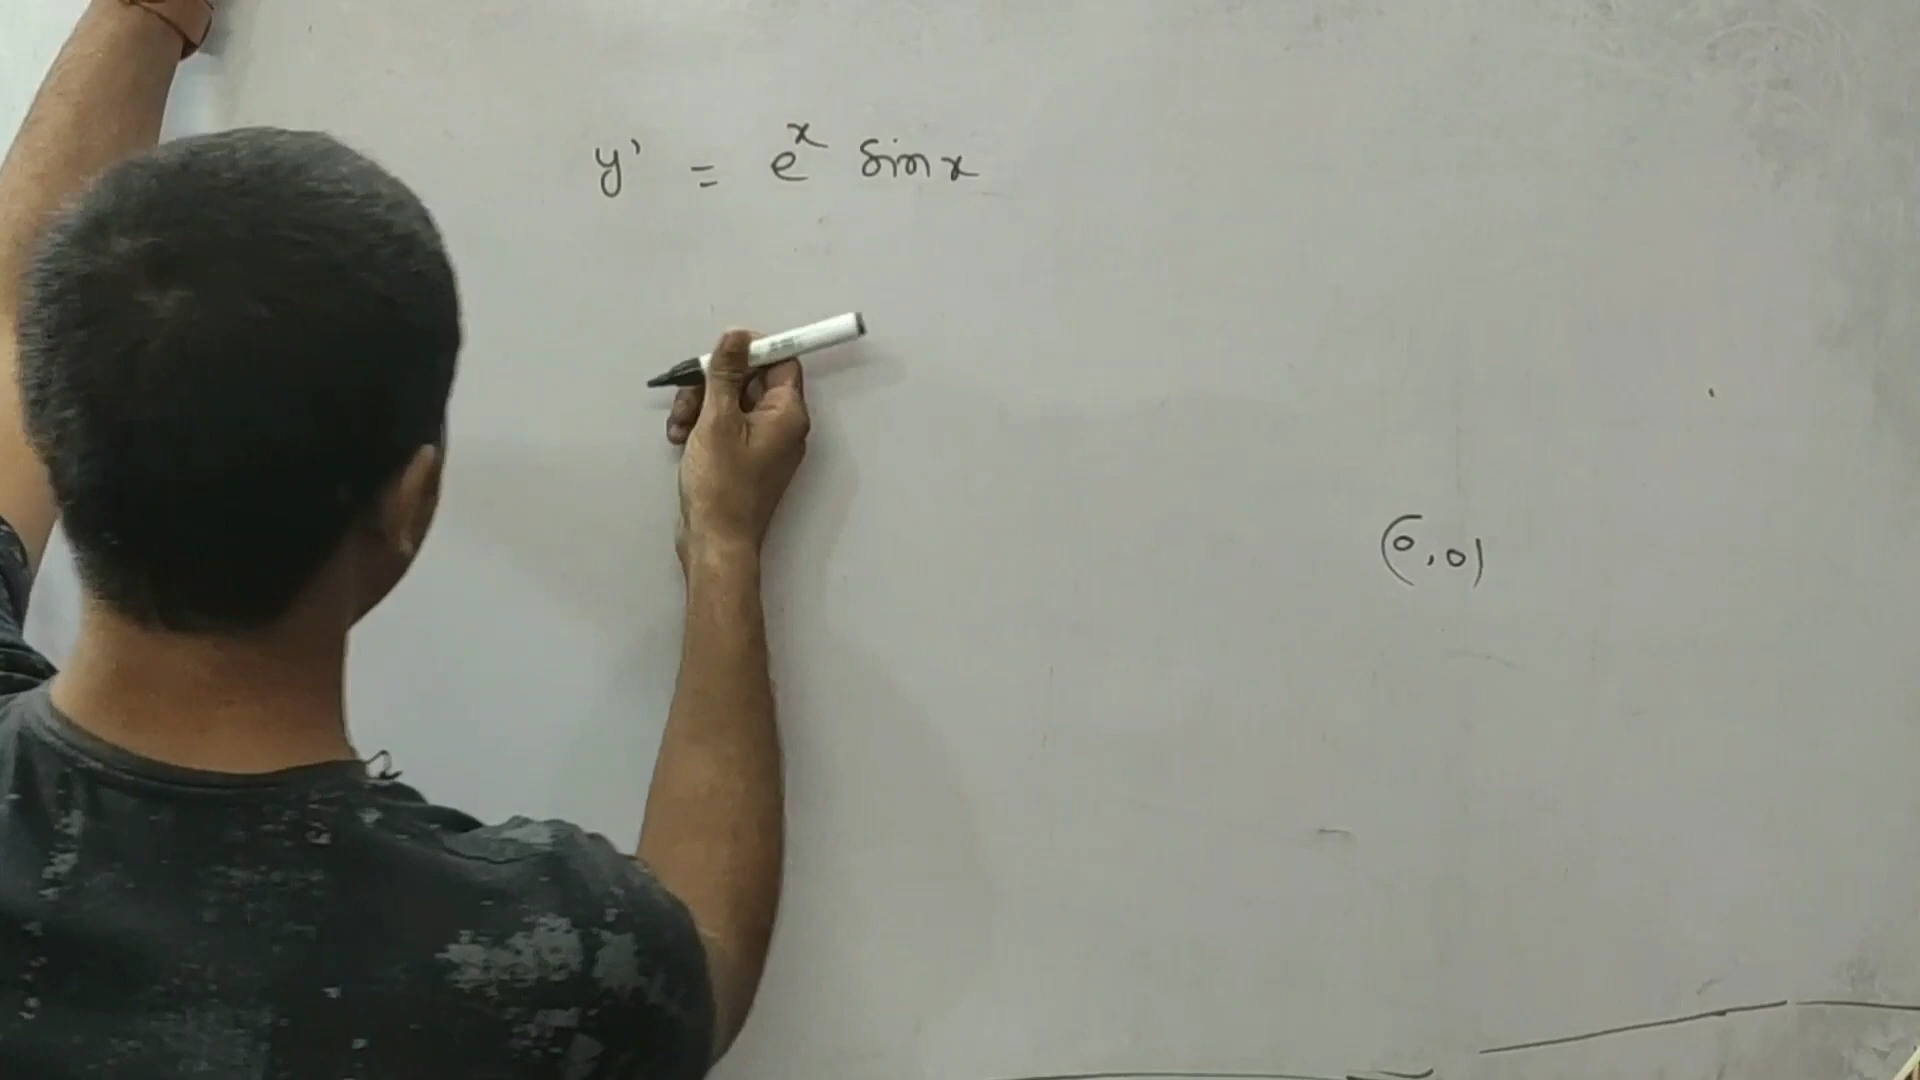 y' = e^x sin x
(0,0)